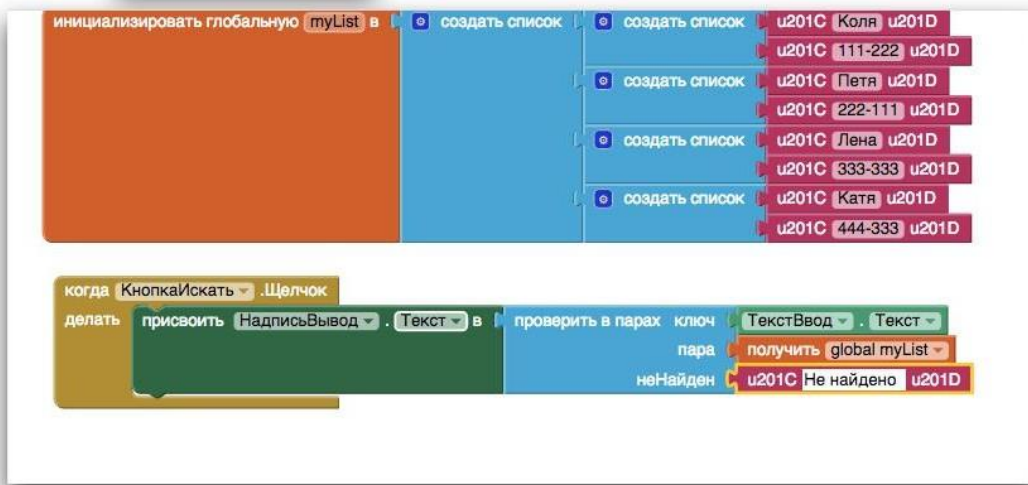 инициализировать глобальную myList в создать список создать список u201C Коля u201D
u201C 111-222 u201D
создать список u201C Петя u201D
u201C 222-111 u201D
создать список u201C Лена u201D
u201C 333-333 u201D
создать список u201C Катя u201D
u201C 444-333 u201D
когда КнопкаИскать .Щелчок
делать присвоить НадписьВывод . Текст в проверить в парах ключ ТекстВвод . Текст
пара получить global myList
неНайден u201C Не найдено u201D